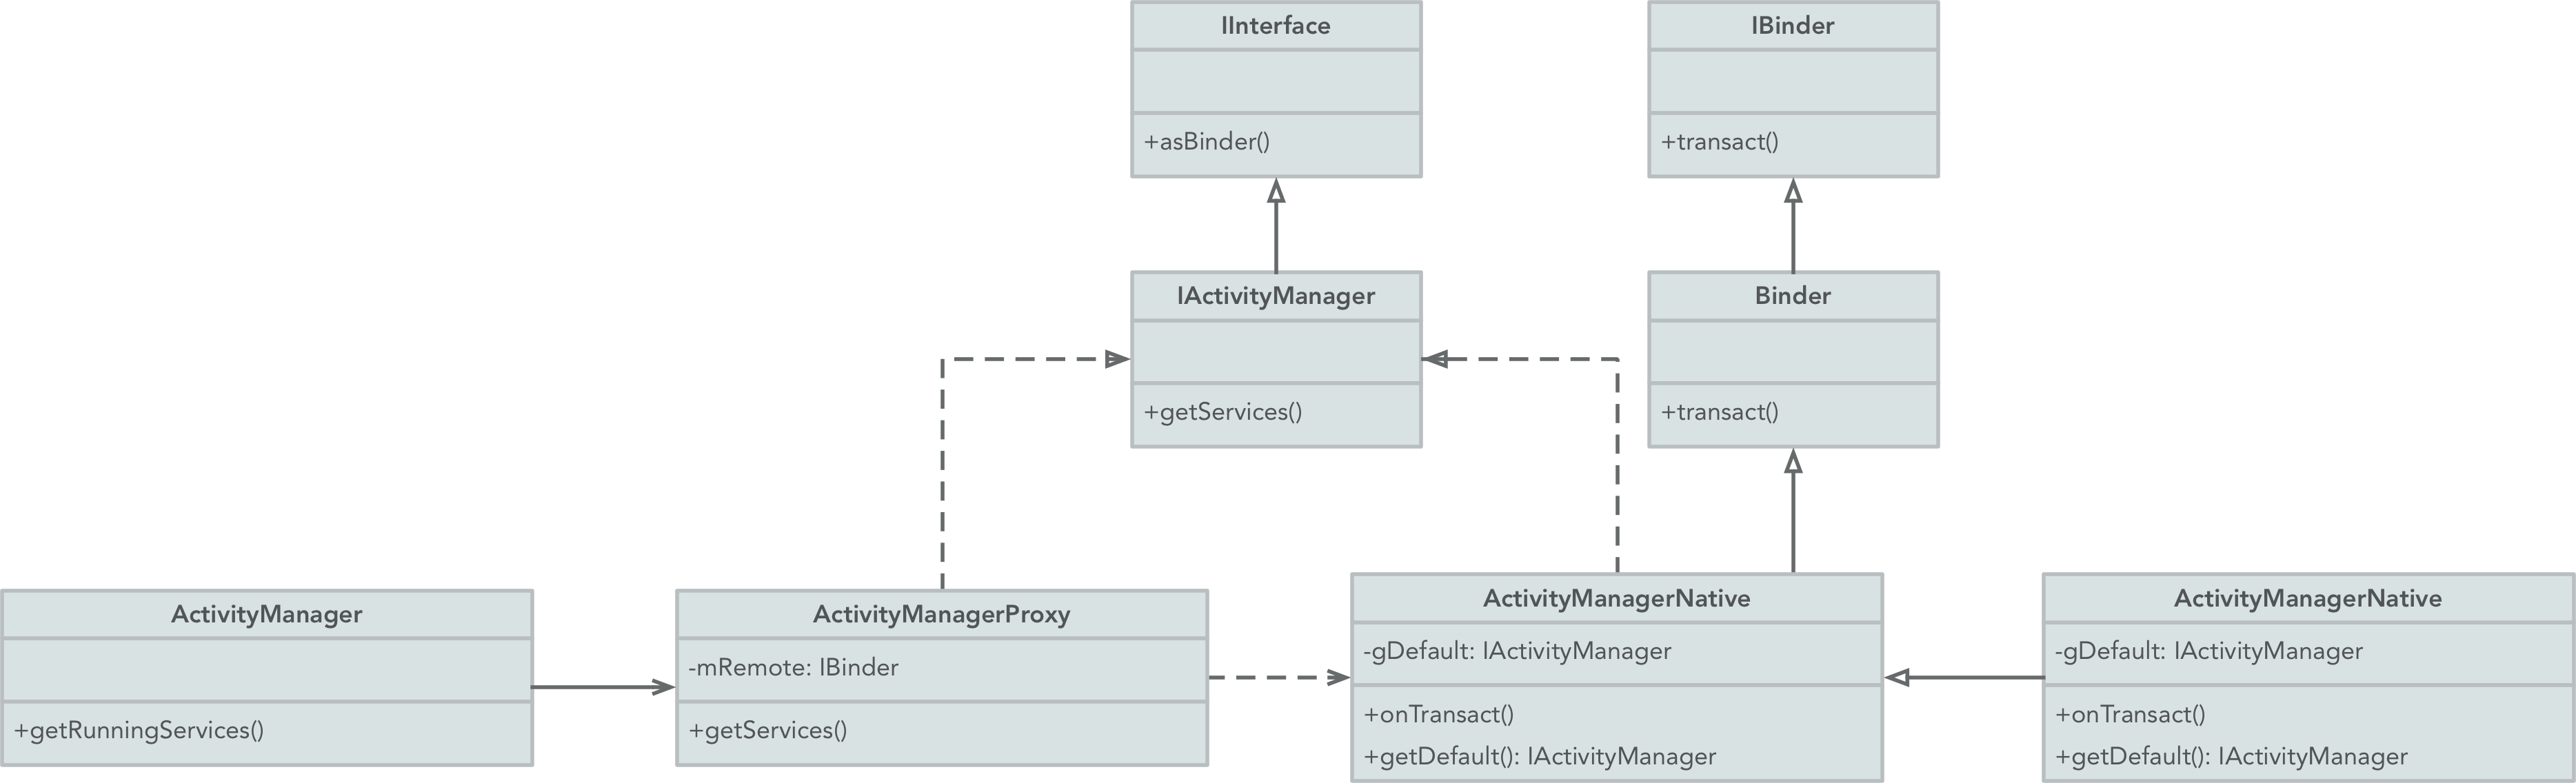 IInterface
+asBinder()
IBinder
+transact()
IActivityManager
+getServices()
Binder
+transact()
ActivityManager
+getRunningServices()
ActivityManagerProxy
-mRemote: IBinder
+getServices()
ActivityManagerNative
-gDefault: IActivityManager
+onTransact()
+getDefault(): IActivityManager
ActivityManagerNative
-gDefault: IActivityManager
+onTransact()
+getDefault(): IActivityManager